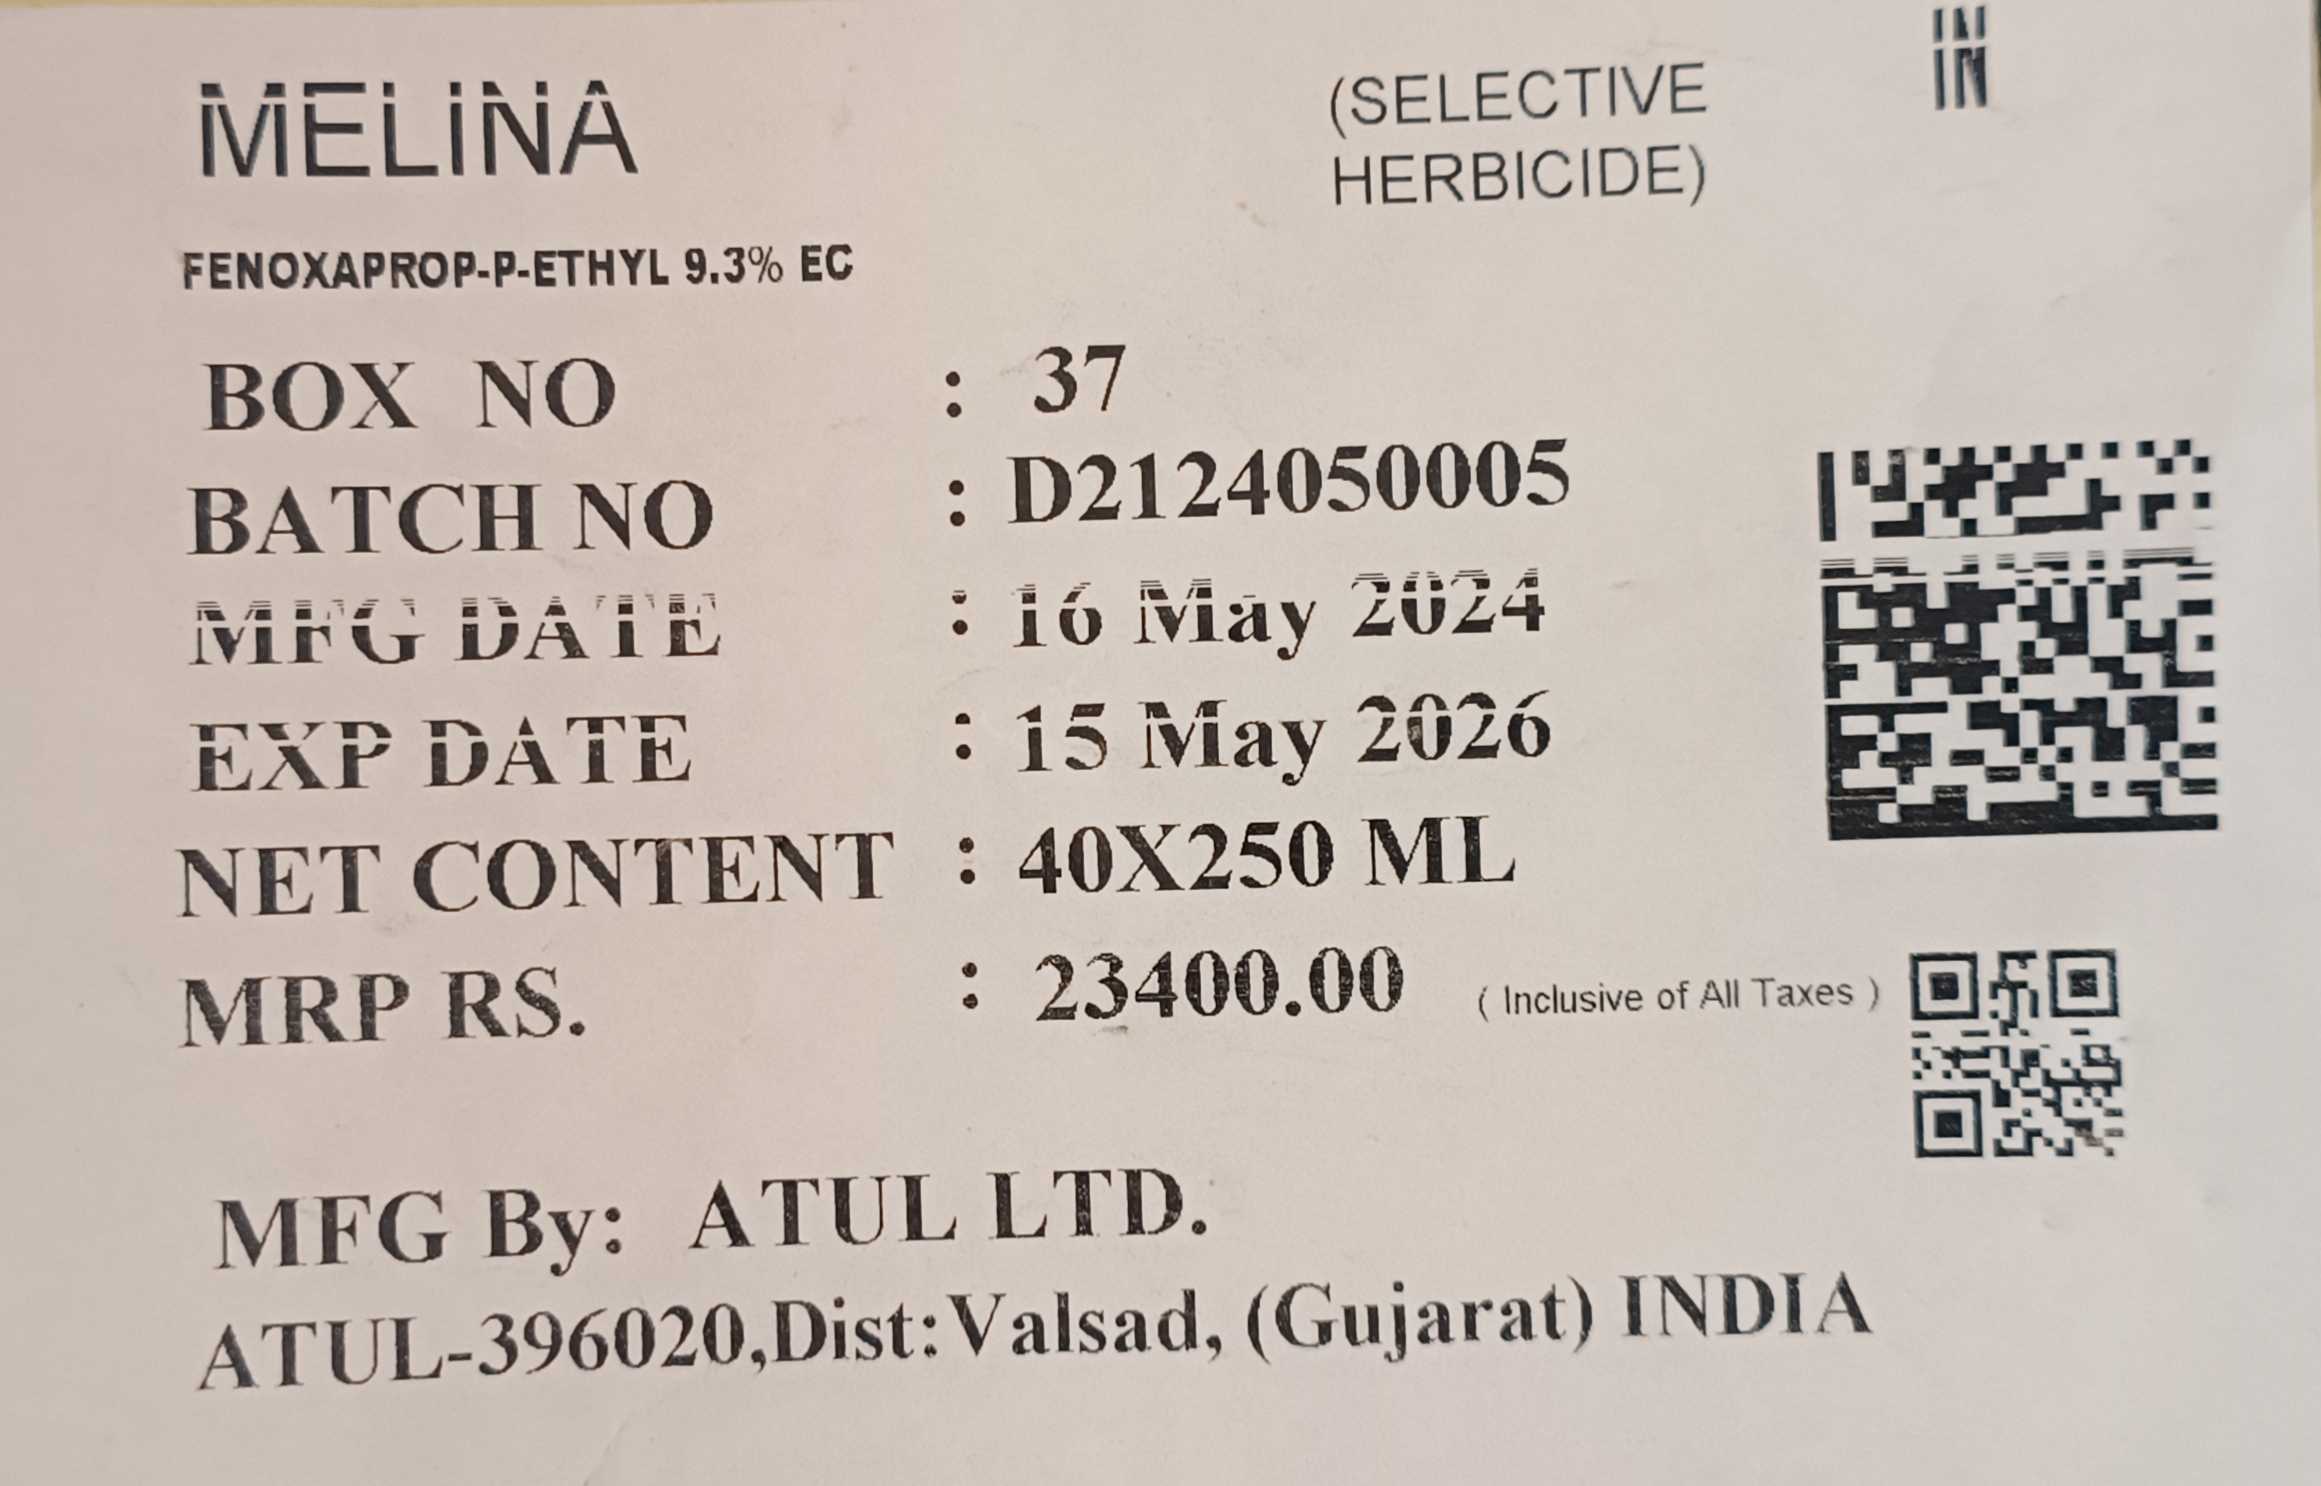 MELINA
(SELECTIVE
HERBICIDE)
IN
FENOXAPROP-P-ETHYL 9.3% EC
BOX NO : 37
BATCH NO : D2124050005
MFG DATE : 16 May 2024
EXP DATE : 15 May 2026
NET CONTENT : 40X250 ML
MRP RS. : 23400.00 ( Inclusive of All Taxes )
MFG By: ATUL LTD.
ATUL-396020,Dist:Valsad, (Gujarat) INDIA